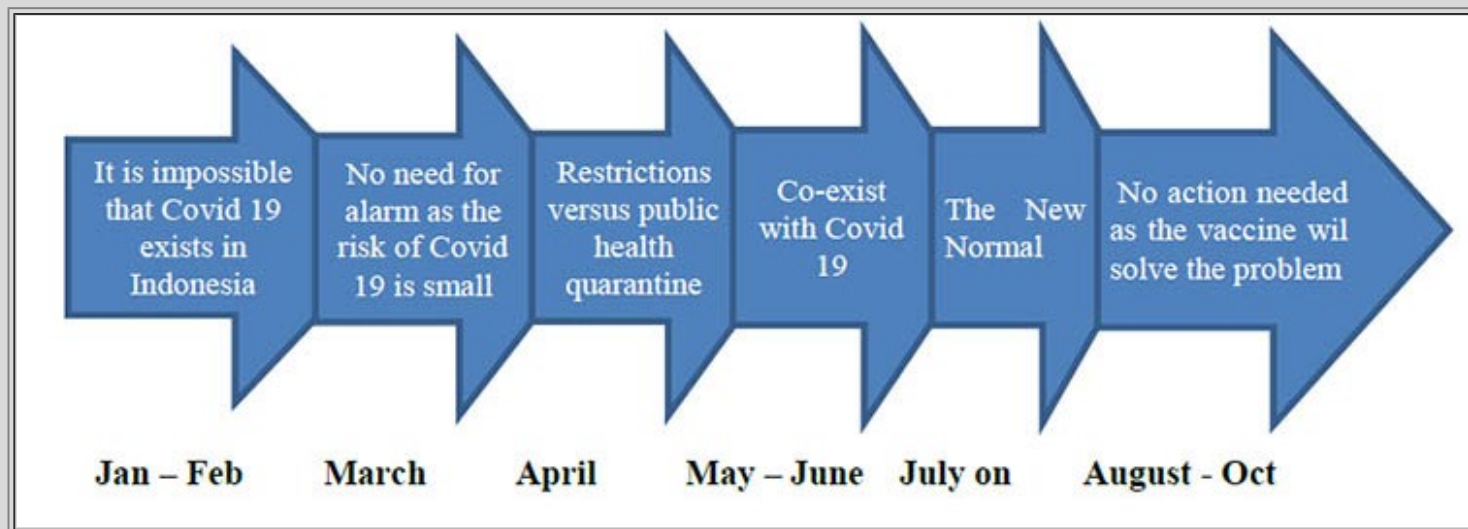 It is impossible
that Covid 19
exists in
Indonesia
No need for
alarm as the
risk of Covid
19 is small
Restrictions
versus public
health
quarantine
Co-exist
with Covid
19
The New
Normal
No action needed
as the vaccine wil
solve the problem
Jan – Feb
March
April
May – June
July on
August - Oct